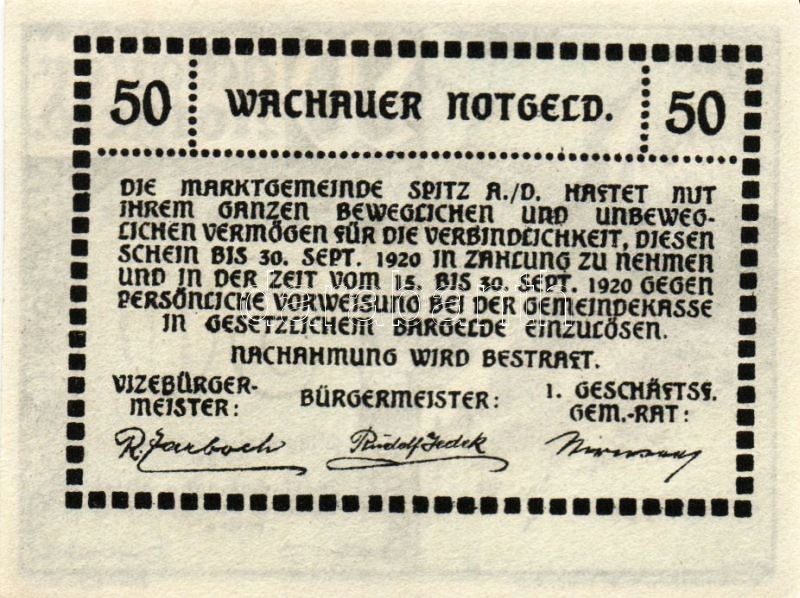 50 WACHAUER NOTGELD. 50
DIE MARKTGEMEINDE SPITZ A./D. HAFTET MIT
IHREM GANZEN BEWEGLICHEN UND UNBEWEG-
LICHEN VERMÖGEN FÜR DIE VERBINDLICHKEIT, DIESEN
SCHEIN BIS 30. SEPT. 1920 IN ZAHLUNG ZU NEHMEN
UND IN DER ZEIT VOM 15. BIS 30. SEPT. 1920 GEGEN
PERSÖNLICHE VORWEISUNG BEI DER GEMEINDEKASSE
IN GESETZLICHEM BARGELDE EINZULÖSEN.
NACHAHMUNG WIRD BESTRAFT.
VIZEBÜRGER-
MEISTER:
BÜRGERMEISTER:
1. GESCHÄFTSF.
GEM.-RAT:
Rudolf